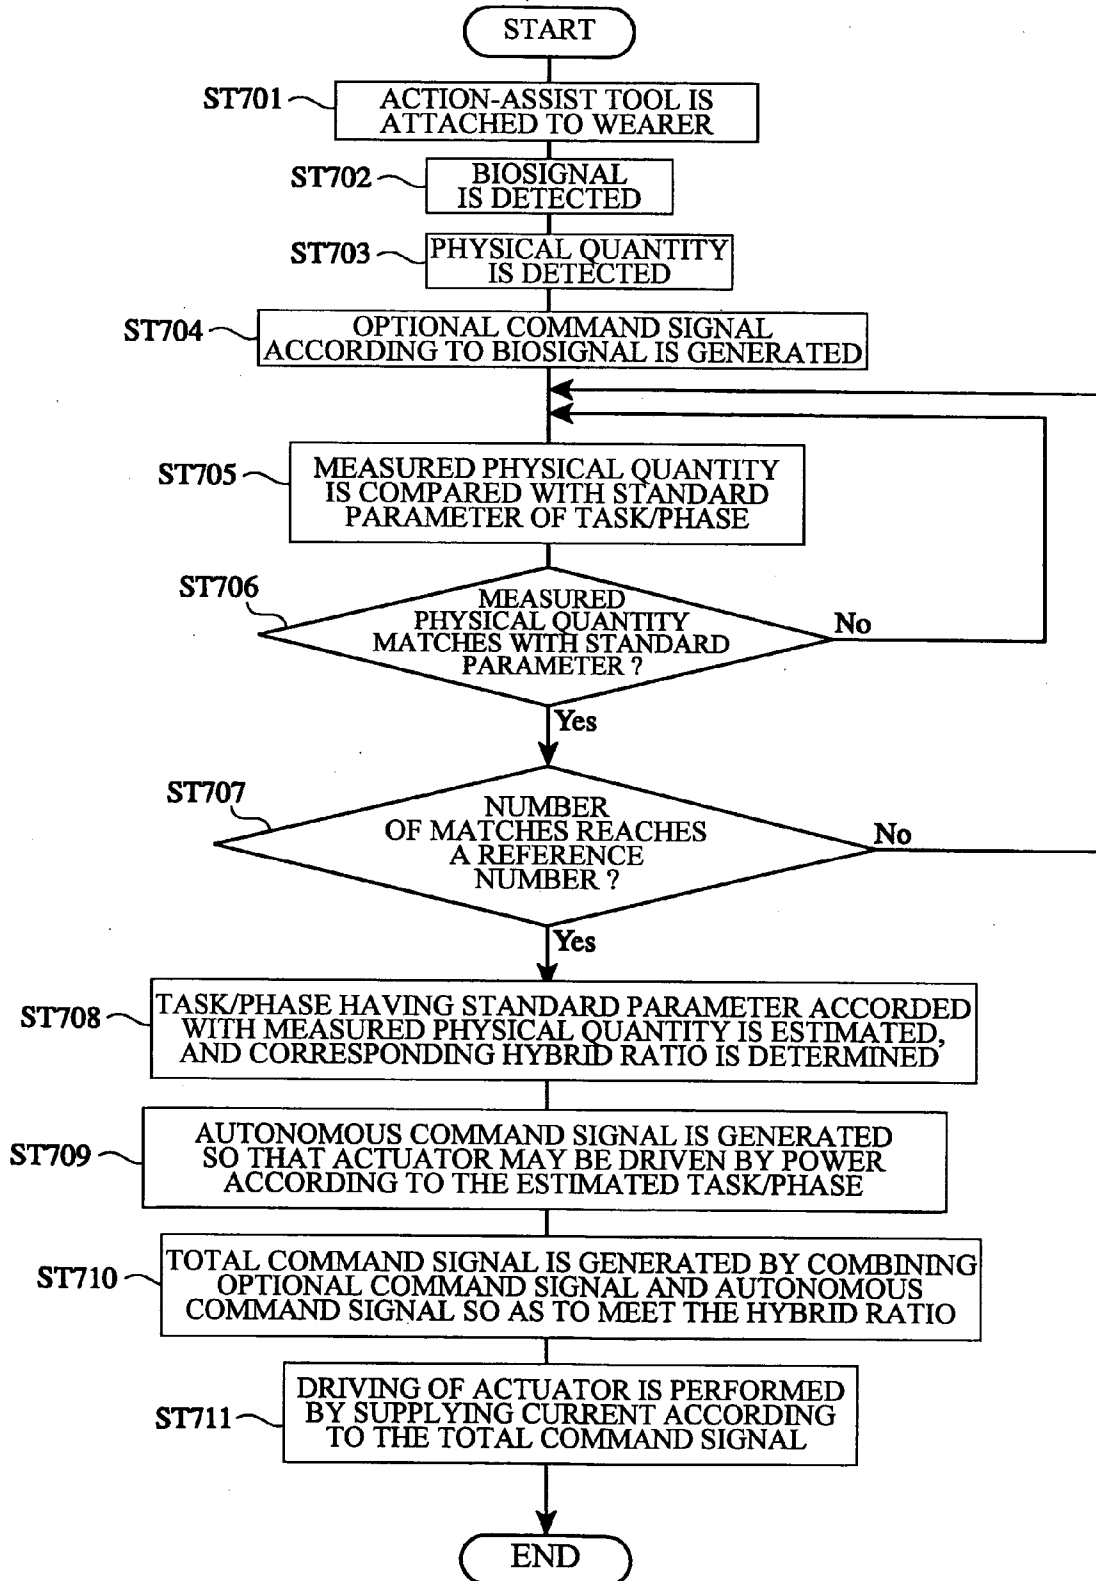 START
ST701
ACTION-ASSIST TOOL IS
ATTACHED TO WEARER
ST702
BIOSIGNAL
IS DETECTED
ST703
PHYSICAL QUANTITY
IS DETECTED
ST704
OPTIONAL COMMAND SIGNAL
ACCORDING TO BIOSIGNAL IS GENERATED
ST705
MEASURED PHYSICAL QUANTITY
IS COMPARED WITH STANDARD
PARAMETER OF TASK/PHASE
ST706
MEASURED
PHYSICAL QUANTITY
MATCHES WITH STANDARD
PARAMETER ?
No
Yes
ST707
NUMBER
OF MATCHES REACHES
A REFERENCE
NUMBER ?
No
Yes
ST708
TASK/PHASE HAVING STANDARD PARAMETER ACCORDED
WITH MEASURED PHYSICAL QUANTITY IS ESTIMATED,
AND CORRESPONDING HYBRID RATIO IS DETERMINED
ST709
AUTONOMOUS COMMAND SIGNAL IS GENERATED
SO THAT ACTUATOR MAY BE DRIVEN BY POWER
ACCORDING TO THE ESTIMATED TASK/PHASE
ST710
TOTAL COMMAND SIGNAL IS GENERATED BY COMBINING
OPTIONAL COMMAND SIGNAL AND AUTONOMOUS
COMMAND SIGNAL SO AS TO MEET THE HYBRID RATIO
ST711
DRIVING OF ACTUATOR IS PERFORMED
BY SUPPLYING CURRENT ACCORDING
TO THE TOTAL COMMAND SIGNAL
END